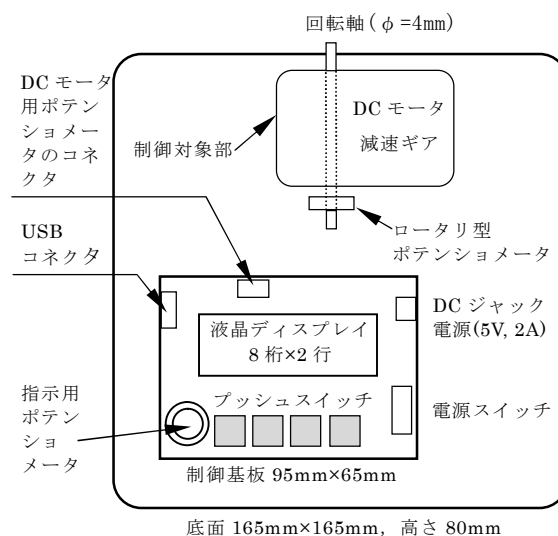 回転軸 ( φ =4mm)
DC モータ
用ポテン
ショメー
タのコネ
クタ
制御対象部
DC モータ
減速ギア
ロータリ型
ポテンショメータ
USB
コネクタ
液晶ディスプレイ
8 桁×2 行
DC ジャック
電源(5V, 2A)
プッシュスイッチ
電源スイッチ
指示用
ポテン
ショ
メータ
制御基板 95mm×65mm
底面 165mm×165mm, 高さ 80mm